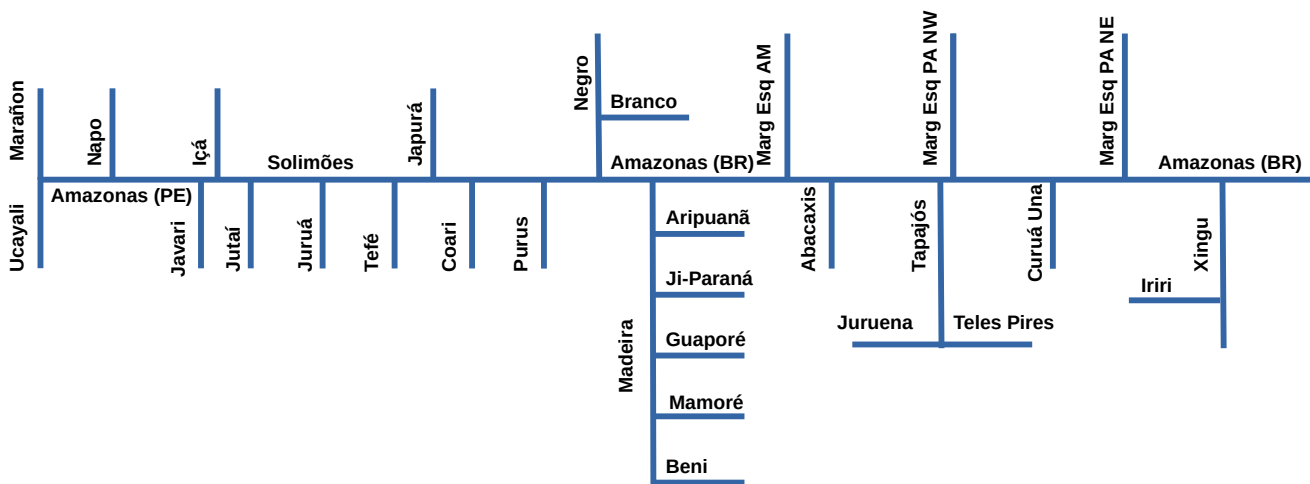 Marañon
Napo
Içá
Solimões
Japurá
Negro
Branco
Amazonas (BR)
Marg Esq AM
Marg Esq PA NW
Marg Esq PA NE
Amazonas (BR)
Ucayali
Amazonas (PE)
Javari
Jutaí
Juruá
Tefé
Coari
Purus
Madeira
Aripuanã
Ji-Paraná
Guaporé
Mamoré
Beni
Abacaxis
Tapajós
Juruena
Teles Pires
Curuá Una
Xingu
Iriri